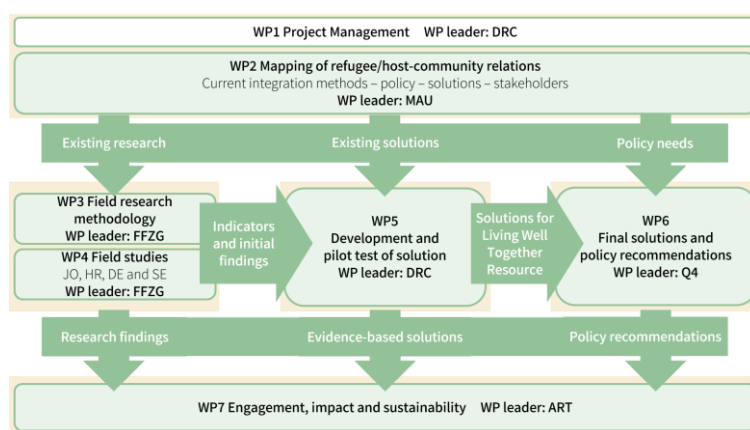 WP1 Project Management WP leader: DRC
WP2 Mapping of refugee/host-community relations
Current integration methods – policy – solutions – stakeholders
WP leader: MAU
Existing research
Existing solutions
Policy needs
WP3 Field research
methodology
WP leader: FFZG
WP4 Field studies
JO, HR, DE and SE
WP leader: FFZG
Indicators
and initial
findings
WP5
Development and
pilot test of solution
WP leader: DRC
Solutions for
Living Well
Together
Resource
WP6
Final solutions and
policy recommendations
WP leader: Q4
Research findings
Evidence-based solutions
Policy recommendations
WP7 Engagement, impact and sustainability WP leader: ART